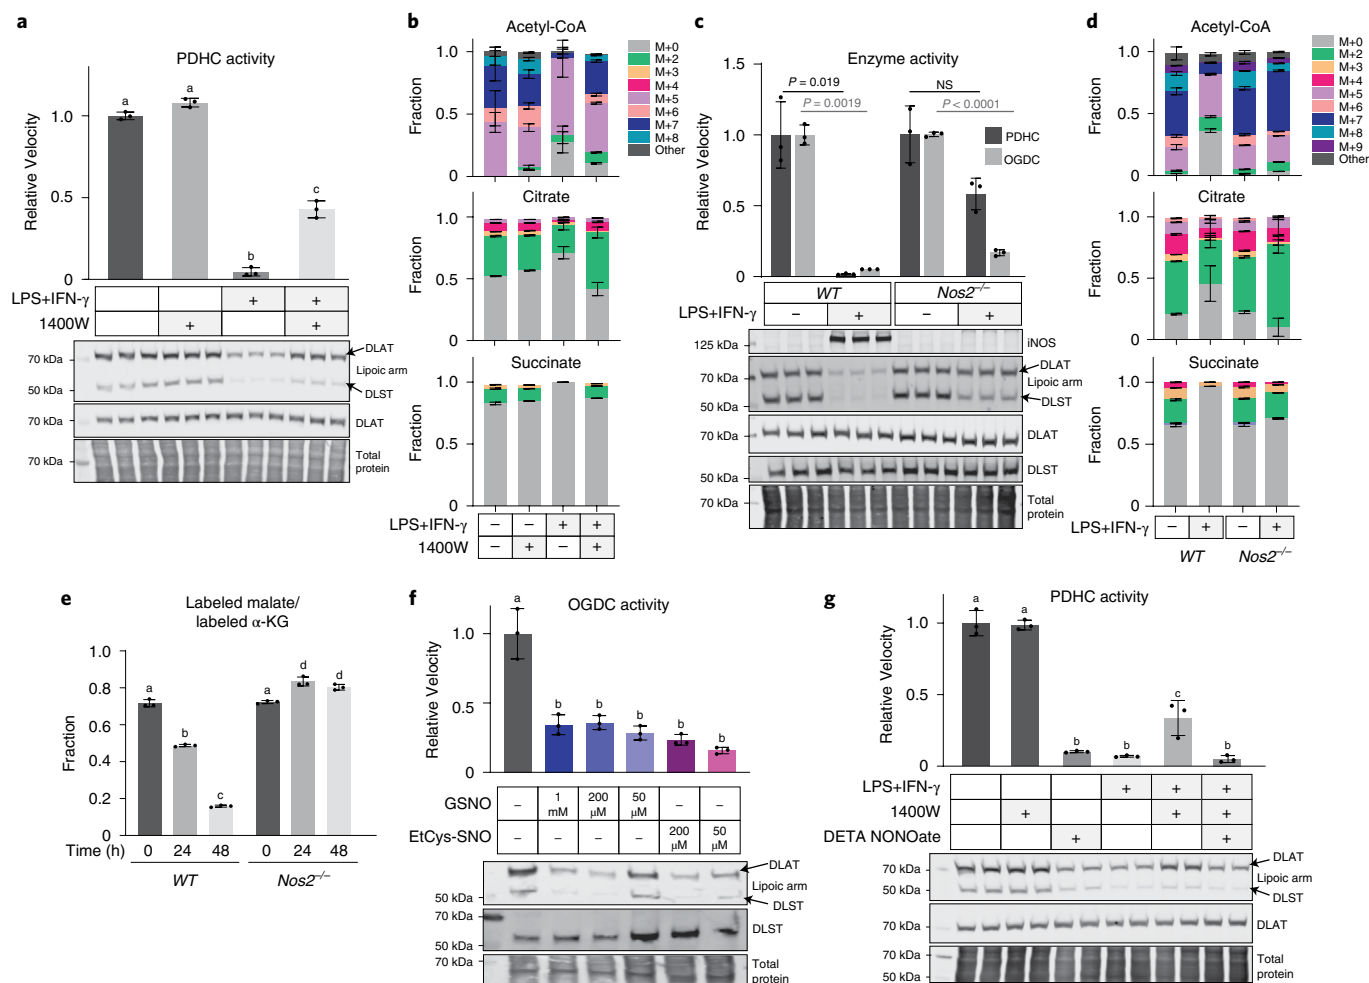 a
PDHC activity
Relative Velocity
1.0
0.5
0
a
a
b
c
LPS+IFN-γ
+
+
1400W
+
+
70 kDa
50 kDa
70 kDa
70 kDa
DLAT
Lipoic arm
DLST
DLAT
Total
protein
b
Acetyl-CoA
Fraction
1.0
0.5
0
M+0
M+2
M+3
M+4
M+5
M+6
M+7
M+8
Other
Citrate
Fraction
1.0
0.5
0
Succinate
Fraction
1.0
0.5
0
LPS+IFN-γ
–
–
+
+
1400W
–
+
–
+
c
Enzyme activity
Relative Velocity
1.5
1.0
0.5
0
P = 0.019
P = 0.0019
NS
P < 0.0001
PDHC
OGDC
WT
Nos2–/–
LPS+IFN-γ
–
+
–
+
125 kDa
70 kDa
50 kDa
70 kDa
50 kDa
70 kDa
iNOS
DLAT
Lipoic arm
DLST
DLAT
DLST
Total
protein
d
Acetyl-CoA
Fraction
1.0
0.5
0
M+0
M+2
M+3
M+4
M+5
M+6
M+7
M+8
M+9
Other
Citrate
Fraction
1.0
0.5
0
Succinate
Fraction
1.0
0.5
0
LPS+IFN-γ
–
+
–
+
WT
Nos2–/–
e
Labeled malate/
labeled α-KG
Fraction
1.0
0.8
0.6
0.4
0.2
0
a
b
c
a
d
d
Time (h)
0
24
48
0
24
48
WT
Nos2–/–
f
OGDC activity
Relative Velocity
1.0
0.5
0
a
b
b
b
b
b
GSNO
–
1
mM
200
μM
50
μM
–
–
EtCys-SNO
–
–
–
–
200
μM
50
μM
50 kDa
70 kDa
50 kDa
70 kDa
DLAT
Lipoic arm
DLST
DLST
Total
protein
g
PDHC activity
Relative Velocity
1.0
0.5
0
a
a
b
b
c
b
LPS+IFN-γ
+
+
+
1400W
+
+
+
DETA NONOate
+
+
70 kDa
50 kDa
70 kDa
70 kDa
50 kDa
DLAT
Lipoic arm
DLST
DLAT
Total
protein